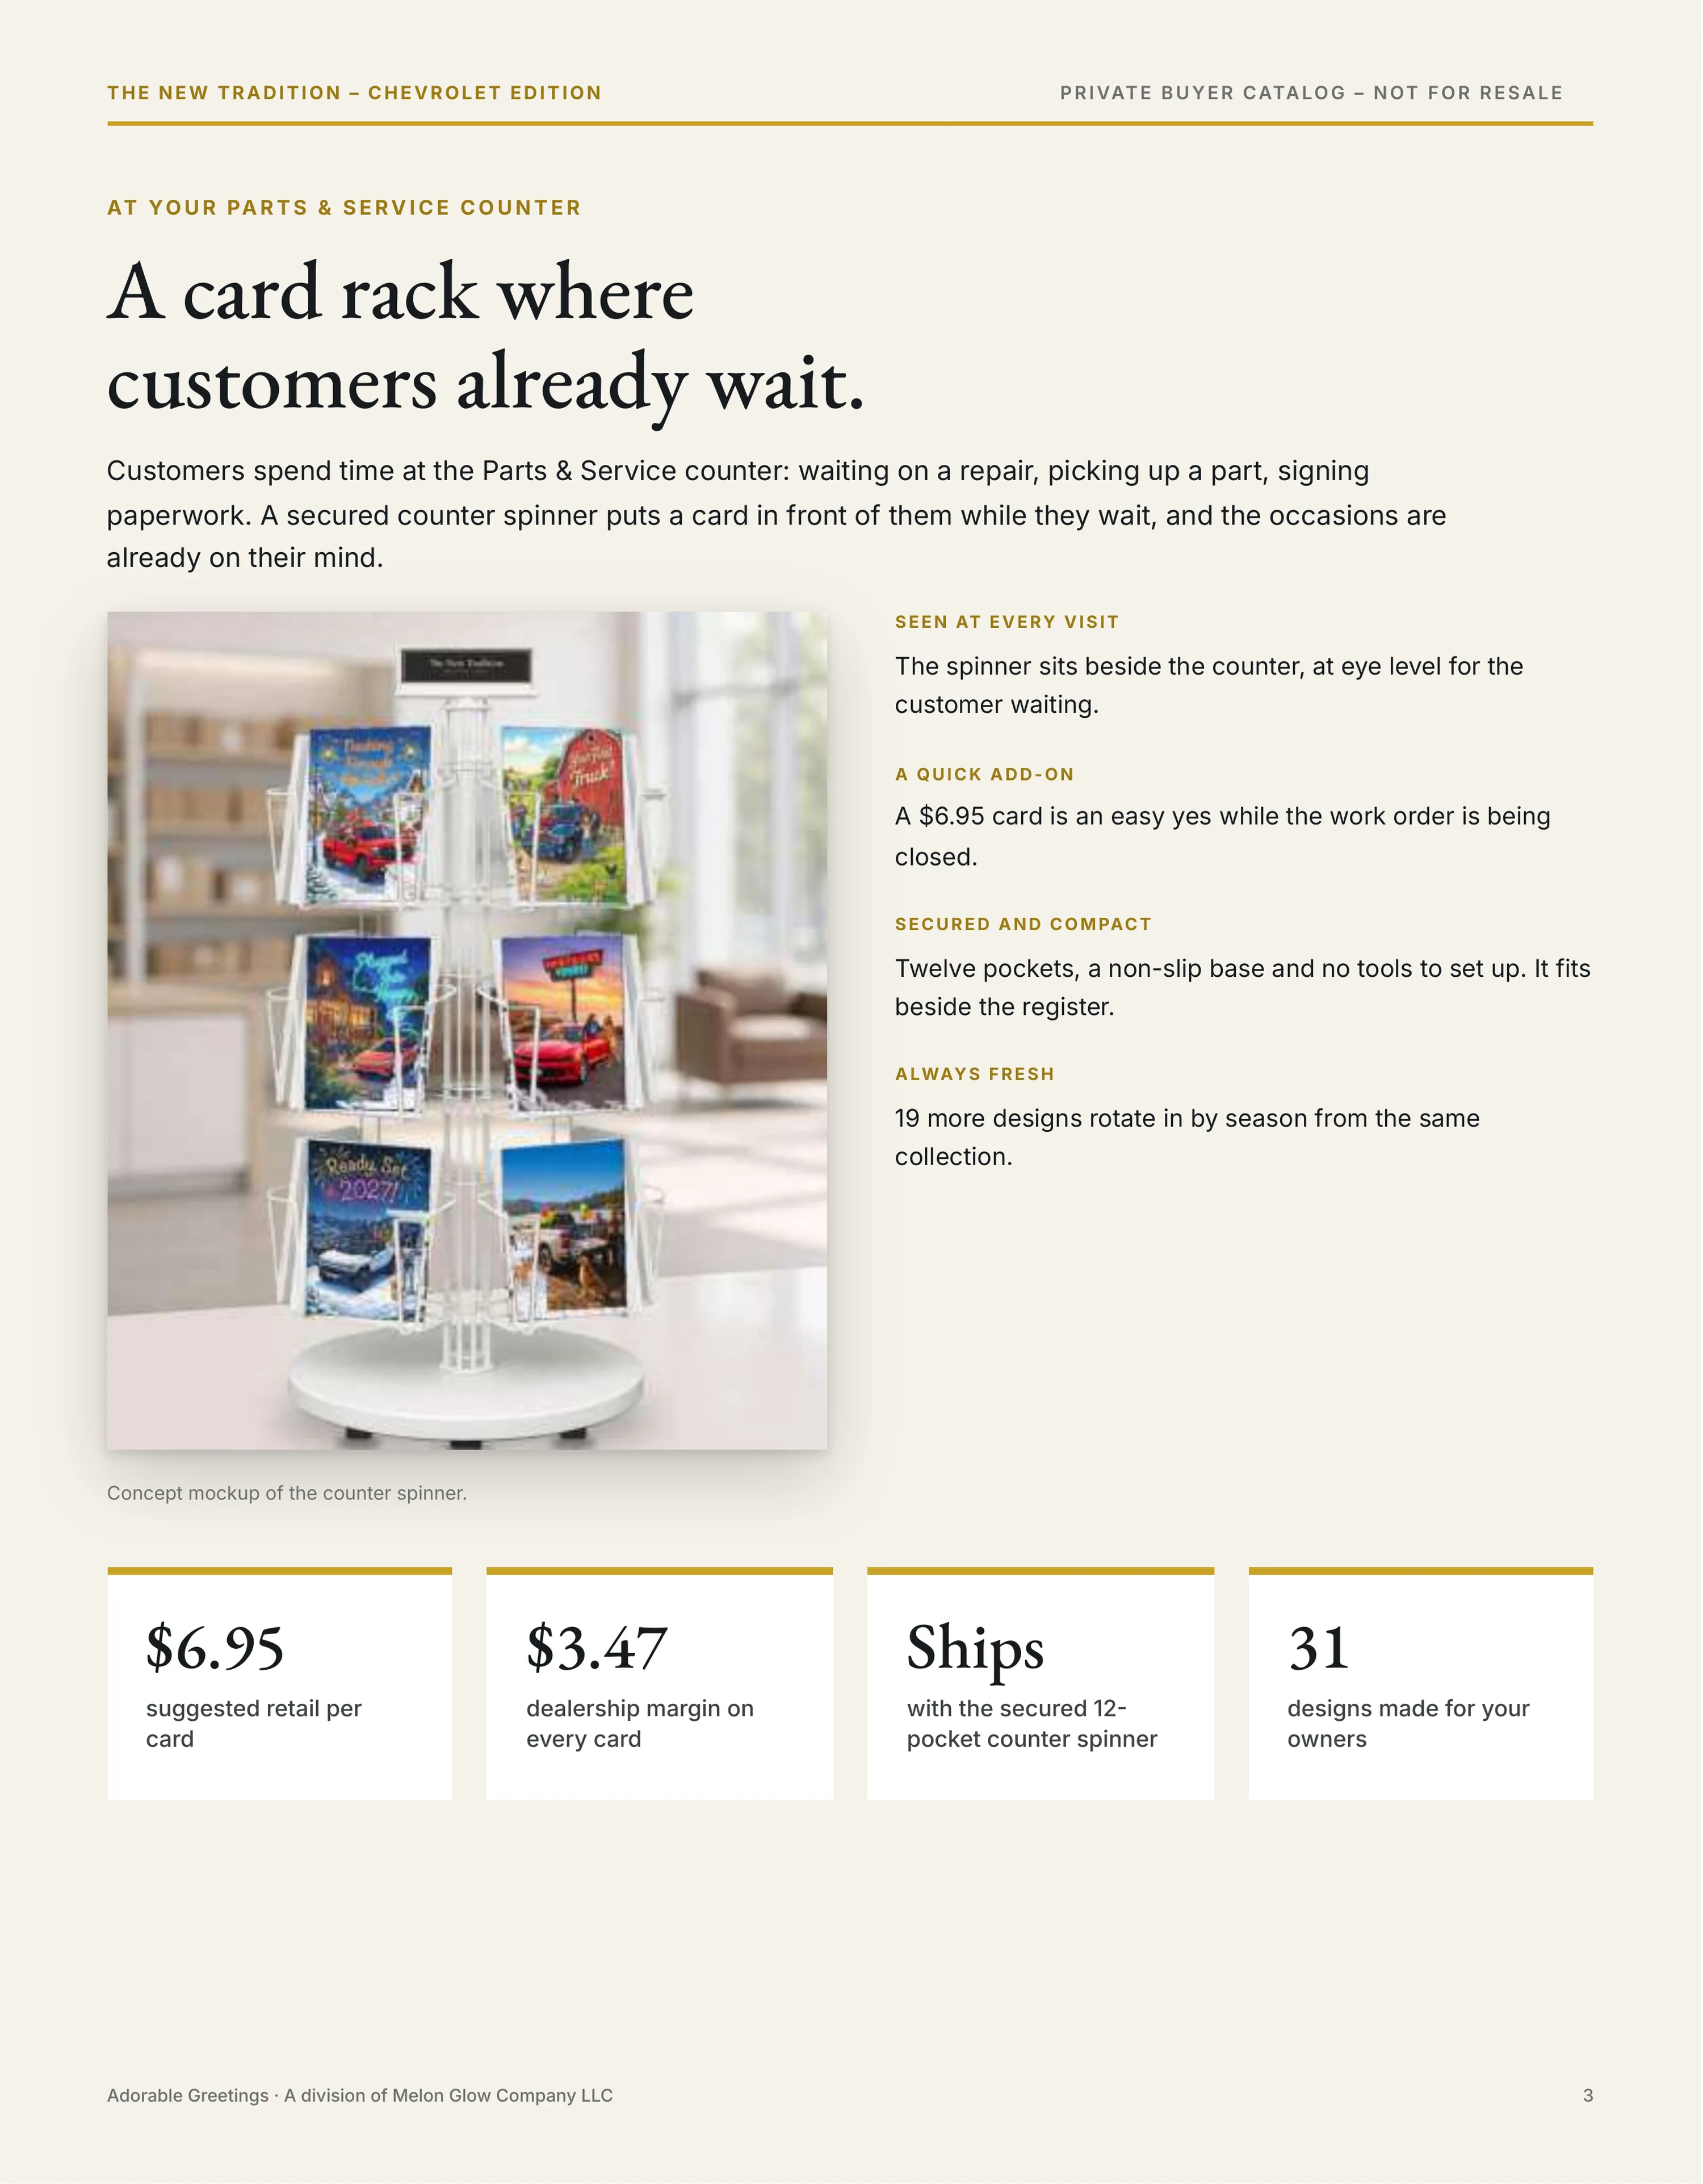 THE NEW TRADITION – CHEVROLET EDITION
PRIVATE BUYER CATALOG – NOT FOR RESALE
AT YOUR PARTS & SERVICE COUNTER
A card rack where
customers already wait.
Customers spend time at the Parts & Service counter: waiting on a repair, picking up a part, signing
paperwork. A secured counter spinner puts a card in front of them while they wait, and the occasions are
already on their mind.
The New Tradition
Truck!
Ready, Set
2027!
Concept mockup of the counter spinner.
SEEN AT EVERY VISIT
The spinner sits beside the counter, at eye level for the
customer waiting.
A QUICK ADD-ON
A $6.95 card is an easy yes while the work order is being
closed.
SECURED AND COMPACT
Twelve pockets, a non-slip base and no tools to set up. It fits
beside the register.
ALWAYS FRESH
19 more designs rotate in by season from the same
collection.
$6.95
suggested retail per
card
$3.47
dealership margin on
every card
Ships
with the secured 12-
pocket counter spinner
31
designs made for your
owners
Adorable Greetings · A division of Melon Glow Company LLC
3